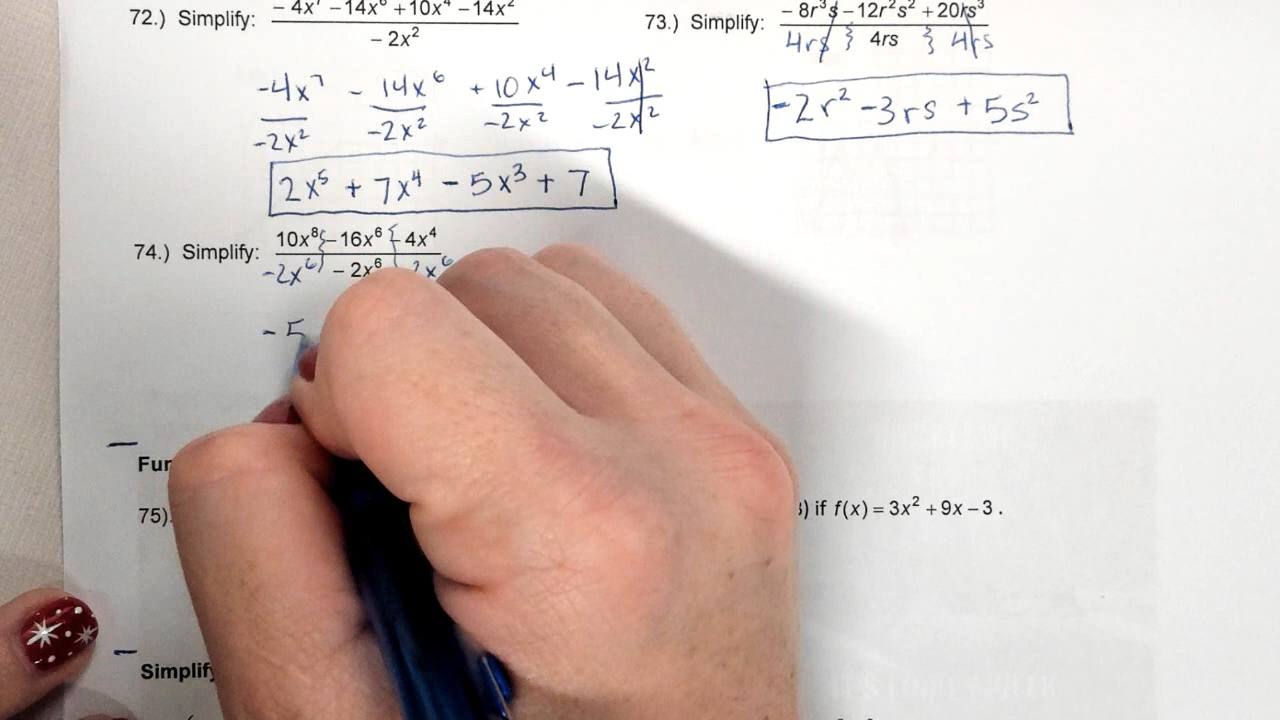 72.) Simplify: - 4x⁷ - 14x⁶ + 10x⁴ - 14x²
- 2x²
-4x⁷ - 14x⁶ + 10x⁴ - 14x²
-2x² -2x² -2x² -2x²
2x⁵ + 7x⁴ - 5x³ + 7
73.) Simplify: - 8r³s - 12r²s² + 20rs³
4rs } 4rs } 4rs
-2r² - 3rs + 5s²
74.) Simplify: 10x⁸ { - 16x⁶ { - 4x⁴
-2x⁶ ) - 2x⁶ ( 2x⁶
- 5
75)
) if f(x) = 3x² + 9x - 3 .